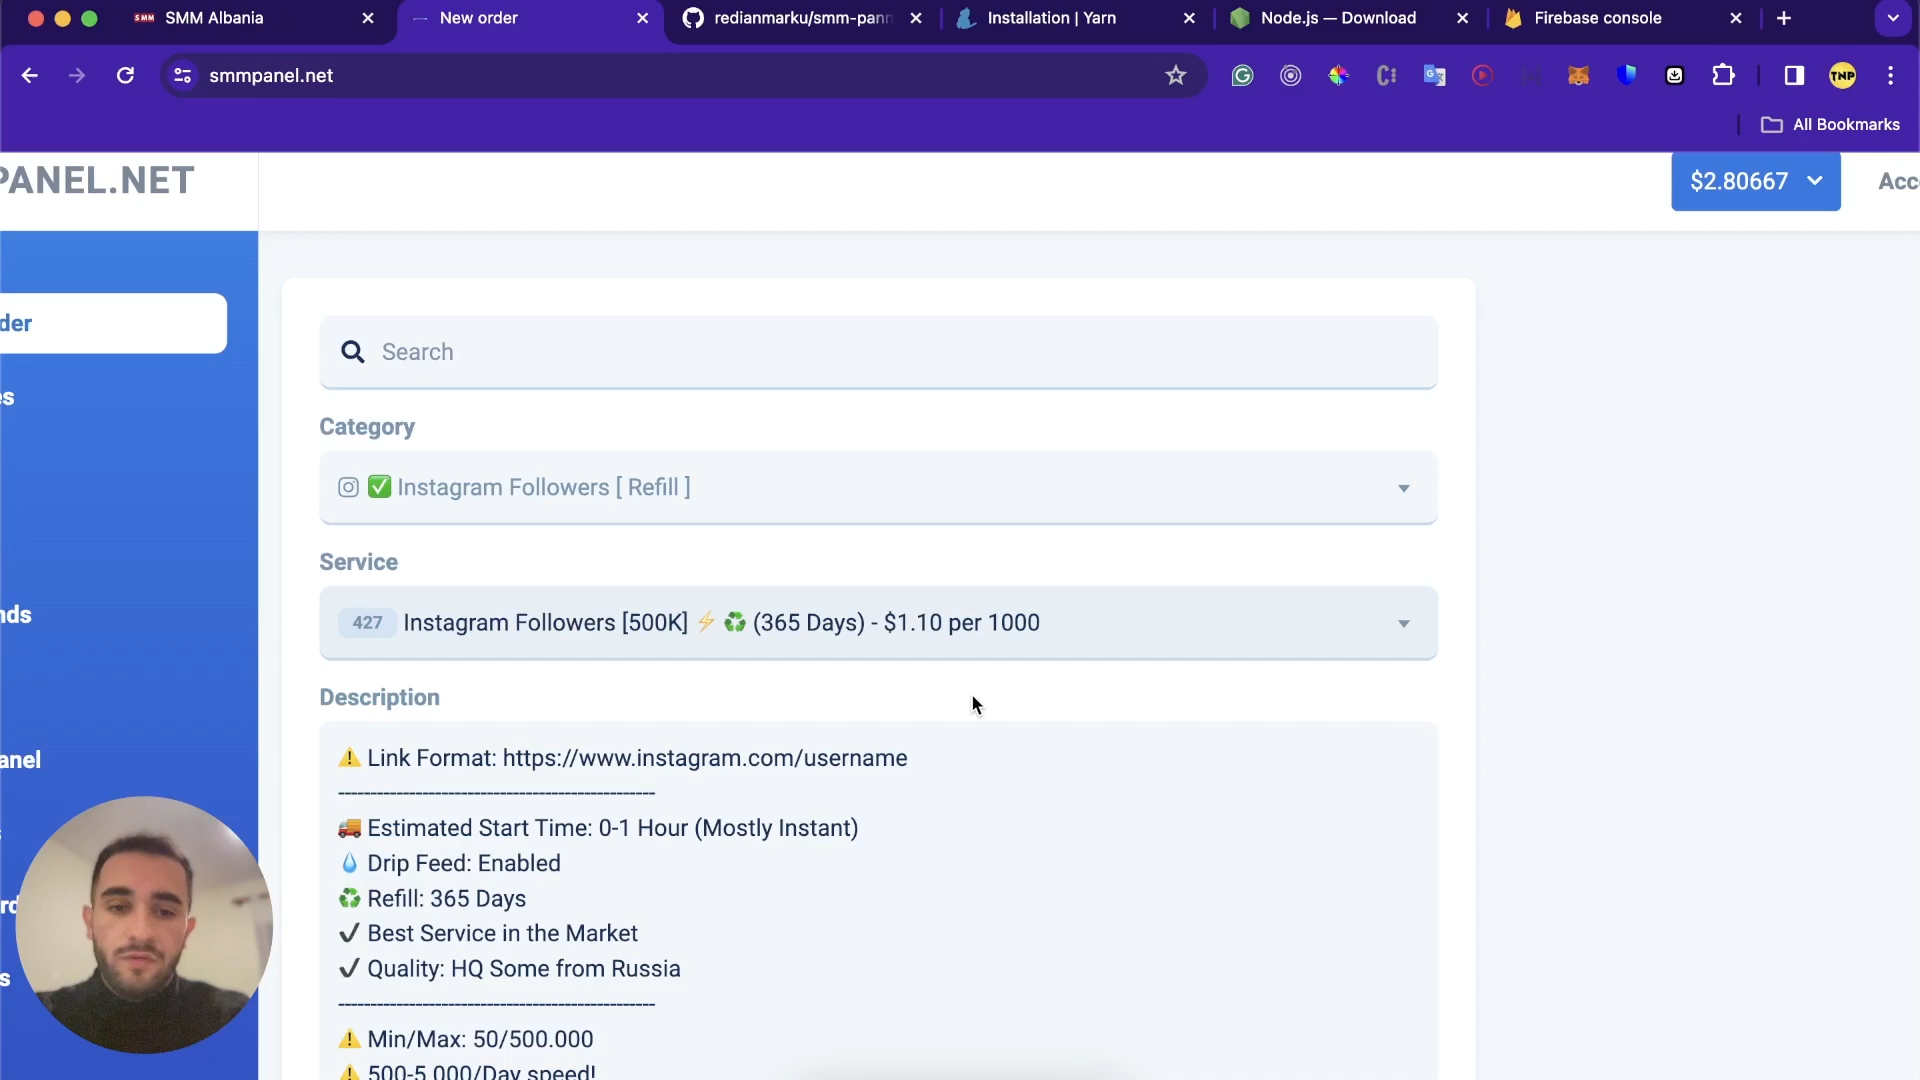 SMM SMM Albania
New order
redianmarku/smm-pann
Installation | Yarn
Node.js — Download
Firebase console
smmpanel.net
TNP
All Bookmarks
PANEL.NET
$2.80667
Acc
der
es
nds
anel
rd
s
Search
Category
✅ Instagram Followers [ Refill ]
Service
427 Instagram Followers [500K] ⚡ ♻️ (365 Days) - $1.10 per 1000
Description
⚠️ Link Format: https://www.instagram.com/username
------------------------------------------------
🚚 Estimated Start Time: 0-1 Hour (Mostly Instant)
💧 Drip Feed: Enabled
♻️ Refill: 365 Days
✔ Best Service in the Market
✔ Quality: HQ Some from Russia
------------------------------------------------
⚠️ Min/Max: 50/500.000
⚠️ 500-5.000/Day speed!